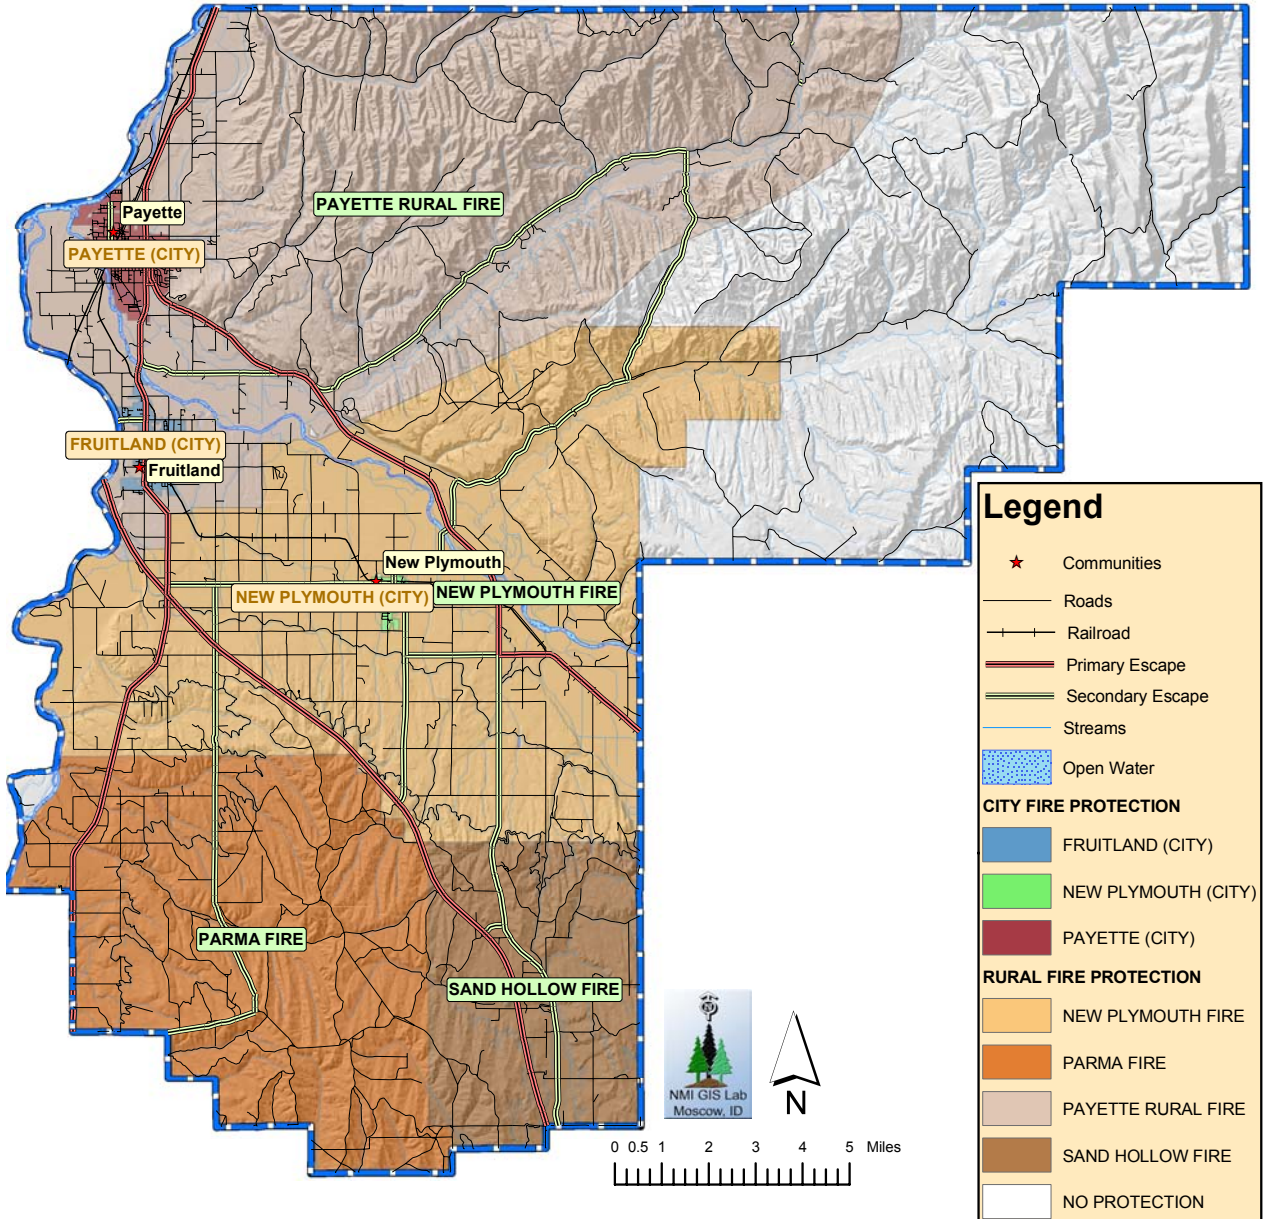 Payette
PAYETTE (CITY)
PAYETTE RURAL FIRE
FRUITLAND (CITY)
Fruitland
New Plymouth
NEW PLYMOUTH (CITY)
NEW PLYMOUTH FIRE
PARMA FIRE
SAND HOLLOW FIRE
NMI GIS Lab
Moscow, ID
N
0 0.5 1 2 3 4 5 Miles
Legend
Communities
Roads
Railroad
Primary Escape
Secondary Escape
Streams
Open Water
CITY FIRE PROTECTION
FRUITLAND (CITY)
NEW PLYMOUTH (CITY)
PAYETTE (CITY)
RURAL FIRE PROTECTION
NEW PLYMOUTH FIRE
PARMA FIRE
PAYETTE RURAL FIRE
SAND HOLLOW FIRE
NO PROTECTION